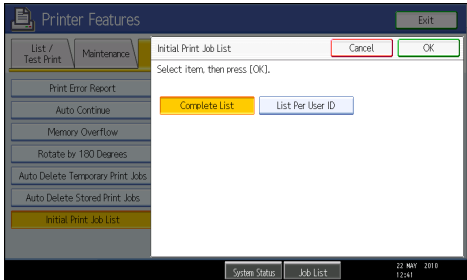 Printer Features
Exit
List /
Test Print
Maintenance
Initial Print Job List
Cancel
OK
Select item, then press [OK].
Print Error Report
Auto Continue
Memory Overflow
Rotate by 180 Degrees
Auto Delete Temporary Print Jobs
Auto Delete Stored Print Jobs
Initial Print Job List
Complete List
List Per User ID
System Status
Job List
22 MAY 2010
12:41